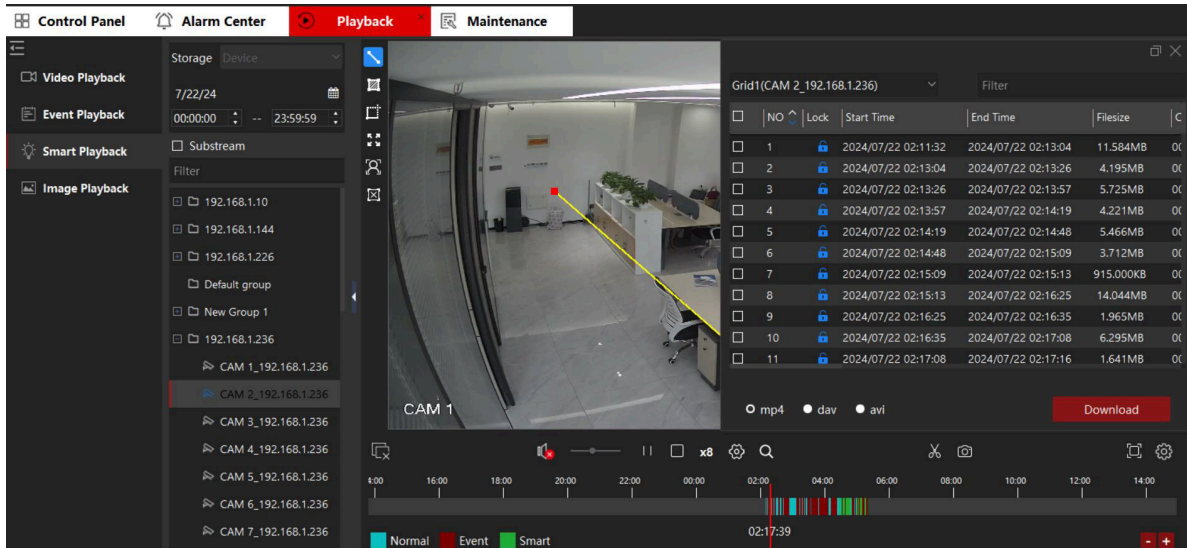 Control Panel Alarm Center Playback × Maintenance
Video Playback
Event Playback
Smart Playback
Image Playback
Storage Device
7/22/24
00:00:00 -- 23:59:59
Substream
Filter
192.168.1.10
192.168.1.144
192.168.1.226
Default group
New Group 1
192.168.1.236
CAM 1_192.168.1.236
CAM 2_192.168.1.236
CAM 3_192.168.1.236
CAM 4_192.168.1.236
CAM 5_192.168.1.236
CAM 6_192.168.1.236
CAM 7_192.168.1.236
CAM 1
Grid1(CAM 2_192.168.1.236) Filter
NO Lock Start Time End Time Filesize
1 2024/07/22 02:11:32 2024/07/22 02:13:04 11.584MB
2 2024/07/22 02:13:04 2024/07/22 02:13:26 4.195MB
3 2024/07/22 02:13:26 2024/07/22 02:13:57 5.725MB
4 2024/07/22 02:13:57 2024/07/22 02:14:19 4.221MB
5 2024/07/22 02:14:19 2024/07/22 02:14:48 5.466MB
6 2024/07/22 02:14:48 2024/07/22 02:15:09 3.712MB
7 2024/07/22 02:15:09 2024/07/22 02:15:13 915.000KB
8 2024/07/22 02:15:13 2024/07/22 02:16:25 14.044MB
9 2024/07/22 02:16:25 2024/07/22 02:16:35 1.965MB
10 2024/07/22 02:16:35 2024/07/22 02:17:08 6.295MB
11 2024/07/22 02:17:08 2024/07/22 02:17:16 1.641MB
mp4 dav avi Download
x8
4:00 16:00 18:00 20:00 22:00 00:00 02:00 04:00 06:00 08:00 10:00 12:00 14:00
02:17:39
Normal Event Smart - +